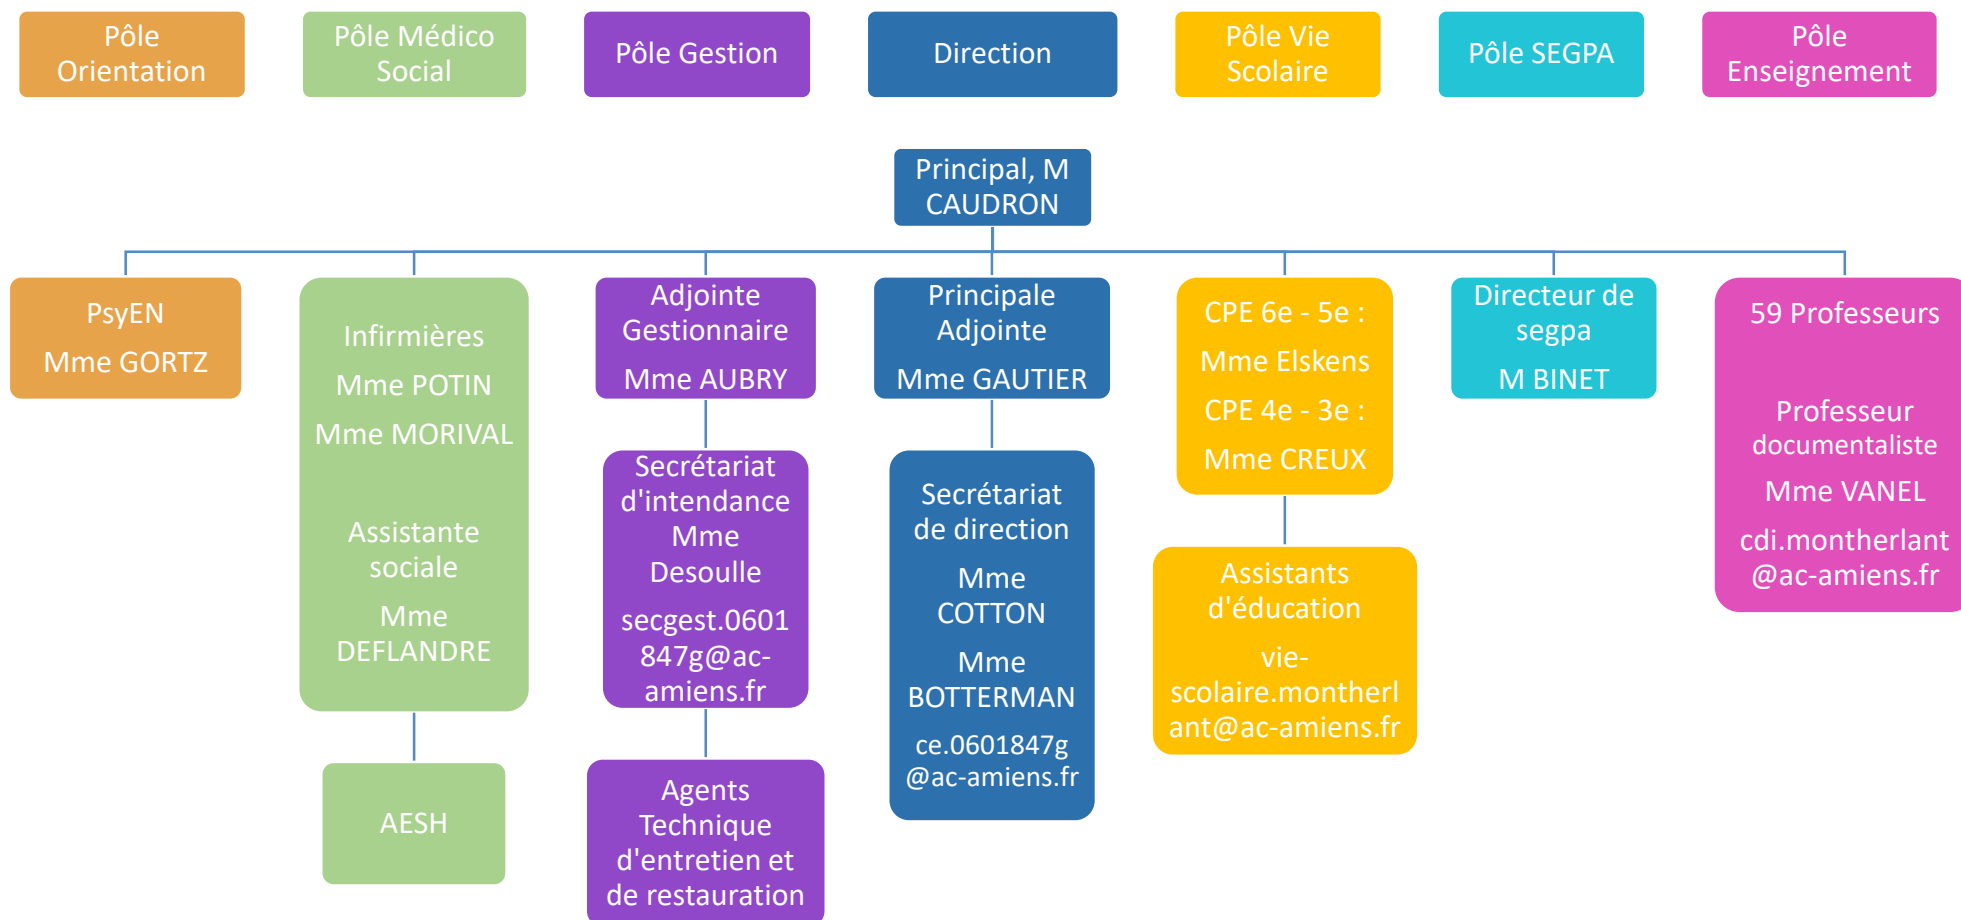 Pôle
Orientation
Pôle Médico
Social
Pôle Gestion
Direction
Pôle Vie
Scolaire
Pôle SEGPA
Pôle
Enseignement
Principal, M
CAUDRON
PsyEN
Mme GORTZ
Infirmières
Mme POTIN
Mme MORIVAL
Assistante
sociale
Mme
DEFLANDRE
AESH
Adjointe
Gestionnaire
Mme AUBRY
Secrétariat
d'intendance
Mme
Desoulle
secgest.0601
847g@ac-
amiens.fr
Agents
Technique
d'entretien et
de restauration
Principale
Adjointe
Mme GAUTIER
Secrétariat
de direction
Mme
COTTON
Mme
BOTTERMAN
ce.0601847g
@ac-amiens.fr
CPE 6e - 5e :
Mme Elskens
CPE 4e - 3e :
Mme CREUX
Assistants
d'éducation
vie-
scolaire.montherl
ant@ac-amiens.fr
Directeur de
segpa
M BINET
59 Professeurs
Professeur
documentaliste
Mme VANEL
cdi.montherlant
@ac-amiens.fr